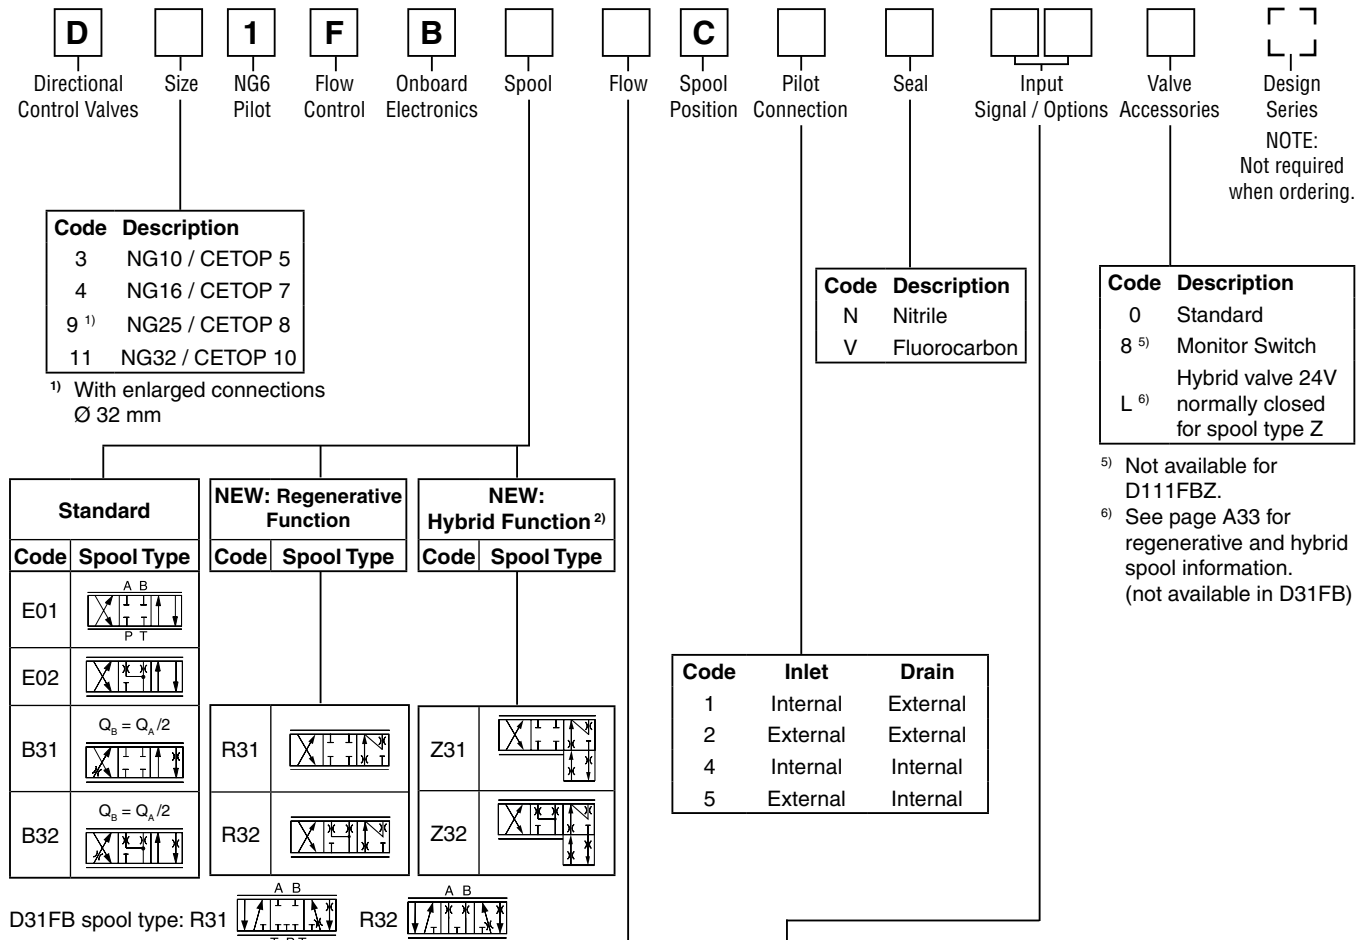 D 1 F B C
Directional Control Valves
Size
NG6 Pilot
Flow Control
Onboard Electronics
Spool
Flow
Spool Position
Pilot Connection
Seal
Input Signal / Options
Valve Accessories
Design Series
NOTE:
Not required
when ordering.
Code Description
3 NG10 / CETOP 5
4 NG16 / CETOP 7
9 1) NG25 / CETOP 8
11 NG32 / CETOP 10
1) With enlarged connections
Ø 32 mm
Code Description
N Nitrile
V Fluorocarbon
Code Description
0 Standard
8 5) Monitor Switch
L 6) Hybrid valve 24V
normally closed
for spool type Z
5) Not available for
D111FBZ.
6) See page A33 for
regenerative and hybrid
spool information.
(not available in D31FB)
Standard
Code Spool Type
E01
A B
P T
E02
B31
QB = QA/2
B32
QB = QA/2
NEW: Regenerative
Function
Code Spool Type
R31
R32
NEW:
Hybrid Function 2)
Code Spool Type
Z31
Z32
Code Inlet Drain
1 Internal External
2 External External
4 Internal Internal
5 External Internal
D31FB spool type: R31
A B
R32
A B